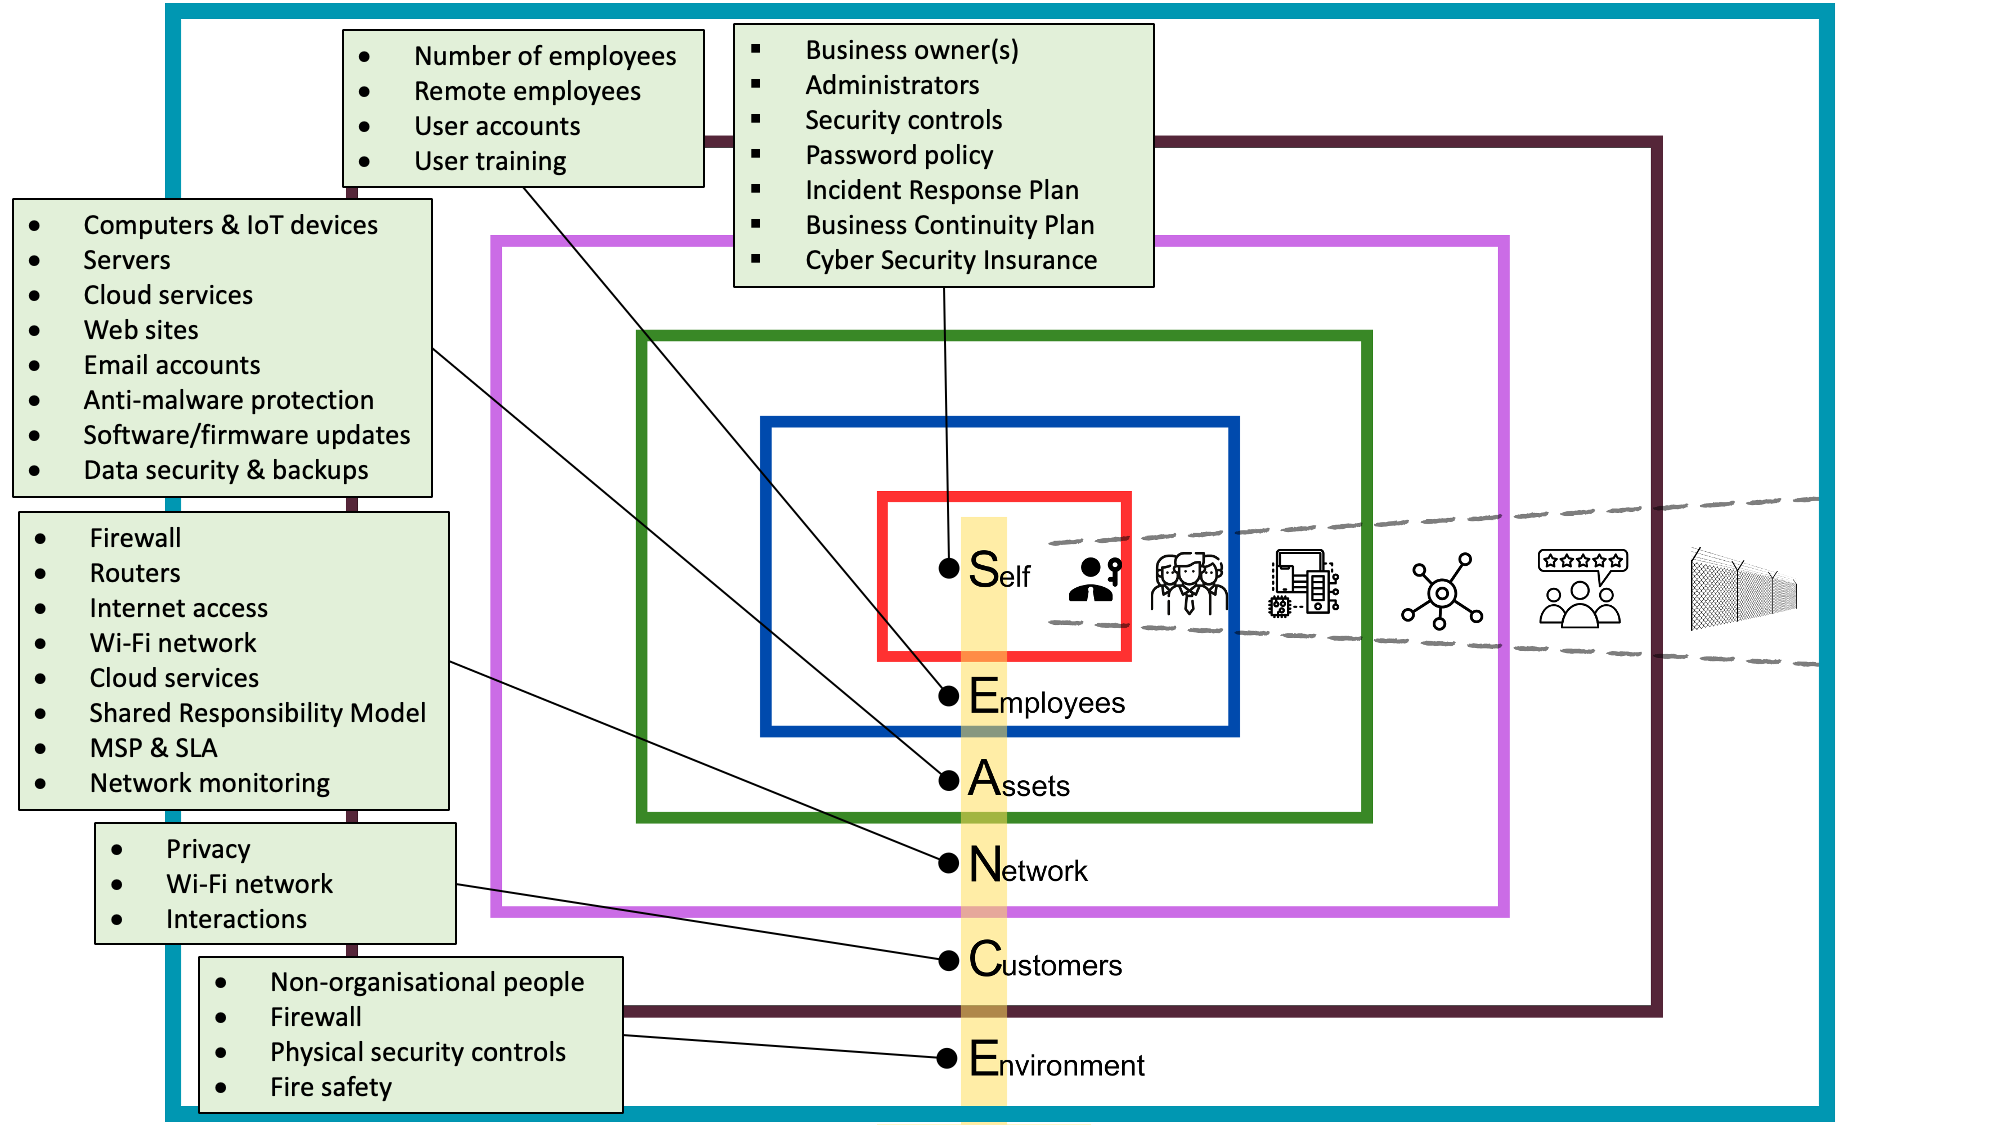 Number of employees
Remote employees
User accounts
User training
Business owner(s)
Administrators
Security controls
Password policy
Incident Response Plan
Business Continuity Plan
Cyber Security Insurance
Computers & IoT devices
Servers
Cloud services
Web sites
Email accounts
Anti-malware protection
Software/firmware updates
Data security & backups
Firewall
Routers
Internet access
Wi-Fi network
Cloud services
Shared Responsibility Model
MSP & SLA
Network monitoring
Privacy
Wi-Fi network
Interactions
Non-organisational people
Firewall
Physical security controls
Fire safety
Self
Employees
Assets
Network
Customers
Environment